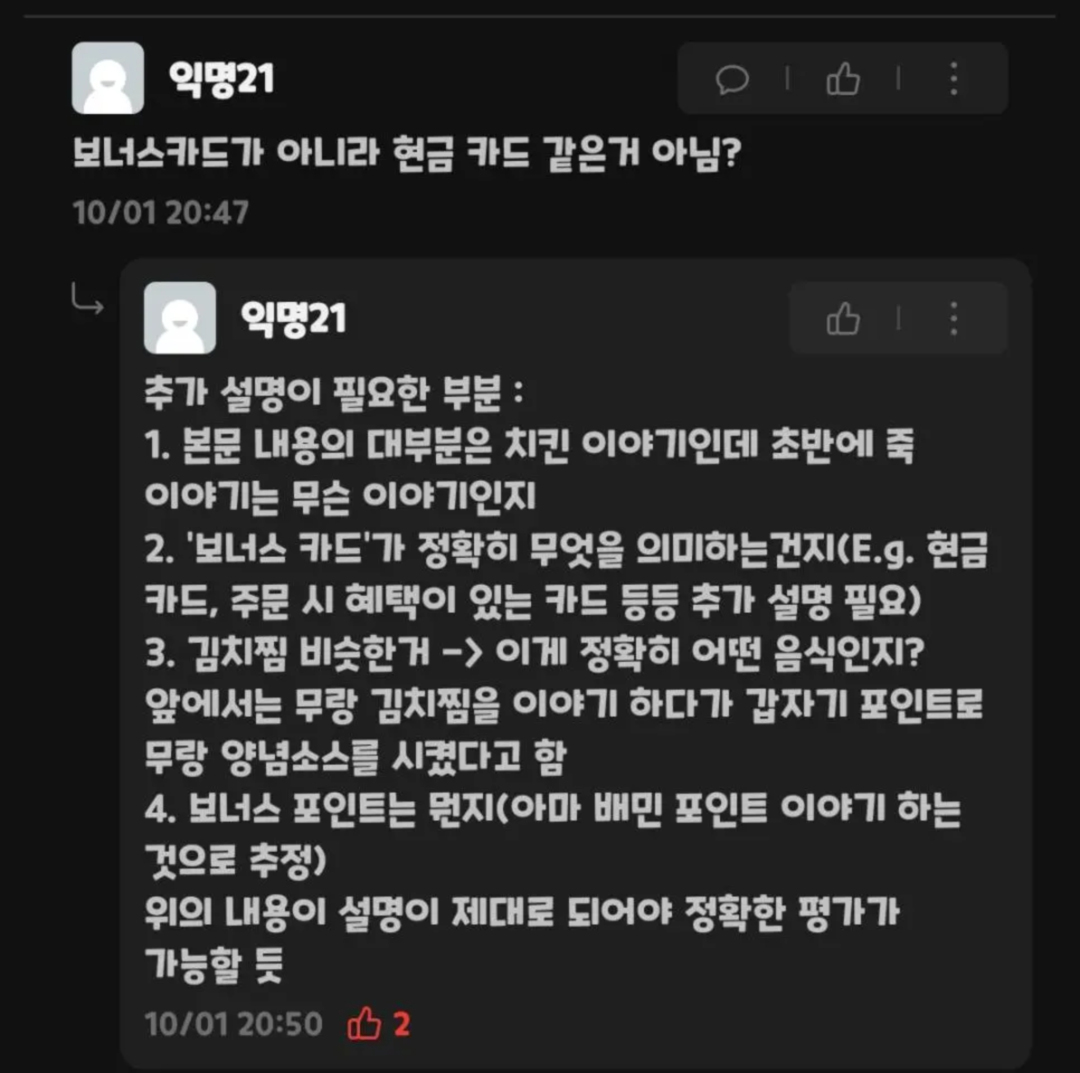 익명21
보너스카드가 아니라 현금 카드 같은거 아님?
10/01 20:47
익명21
추가 설명이 필요한 부분 :
1. 본문 내용의 대부분은 치킨 이야기인데 초반에 죽
이야기는 무슨 이야기인지
2. '보너스 카드'가 정확히 무엇을 의미하는건지(E.g. 현금
카드, 주문 시 혜택이 있는 카드 등등 추가 설명 필요)
3. 김치찜 비슷한거 -> 이게 정확히 어떤 음식인지?
앞에서는 무랑 김치찜을 이야기 하다가 갑자기 포인트로
무랑 양념소스를 시켰다고 함
4. 보너스 포인트는 뭔지(아마 배민 포인트 이야기 하는
것으로 추정)
위의 내용이 설명이 제대로 되어야 정확한 평가가
가능할 듯
10/01 20:50 2